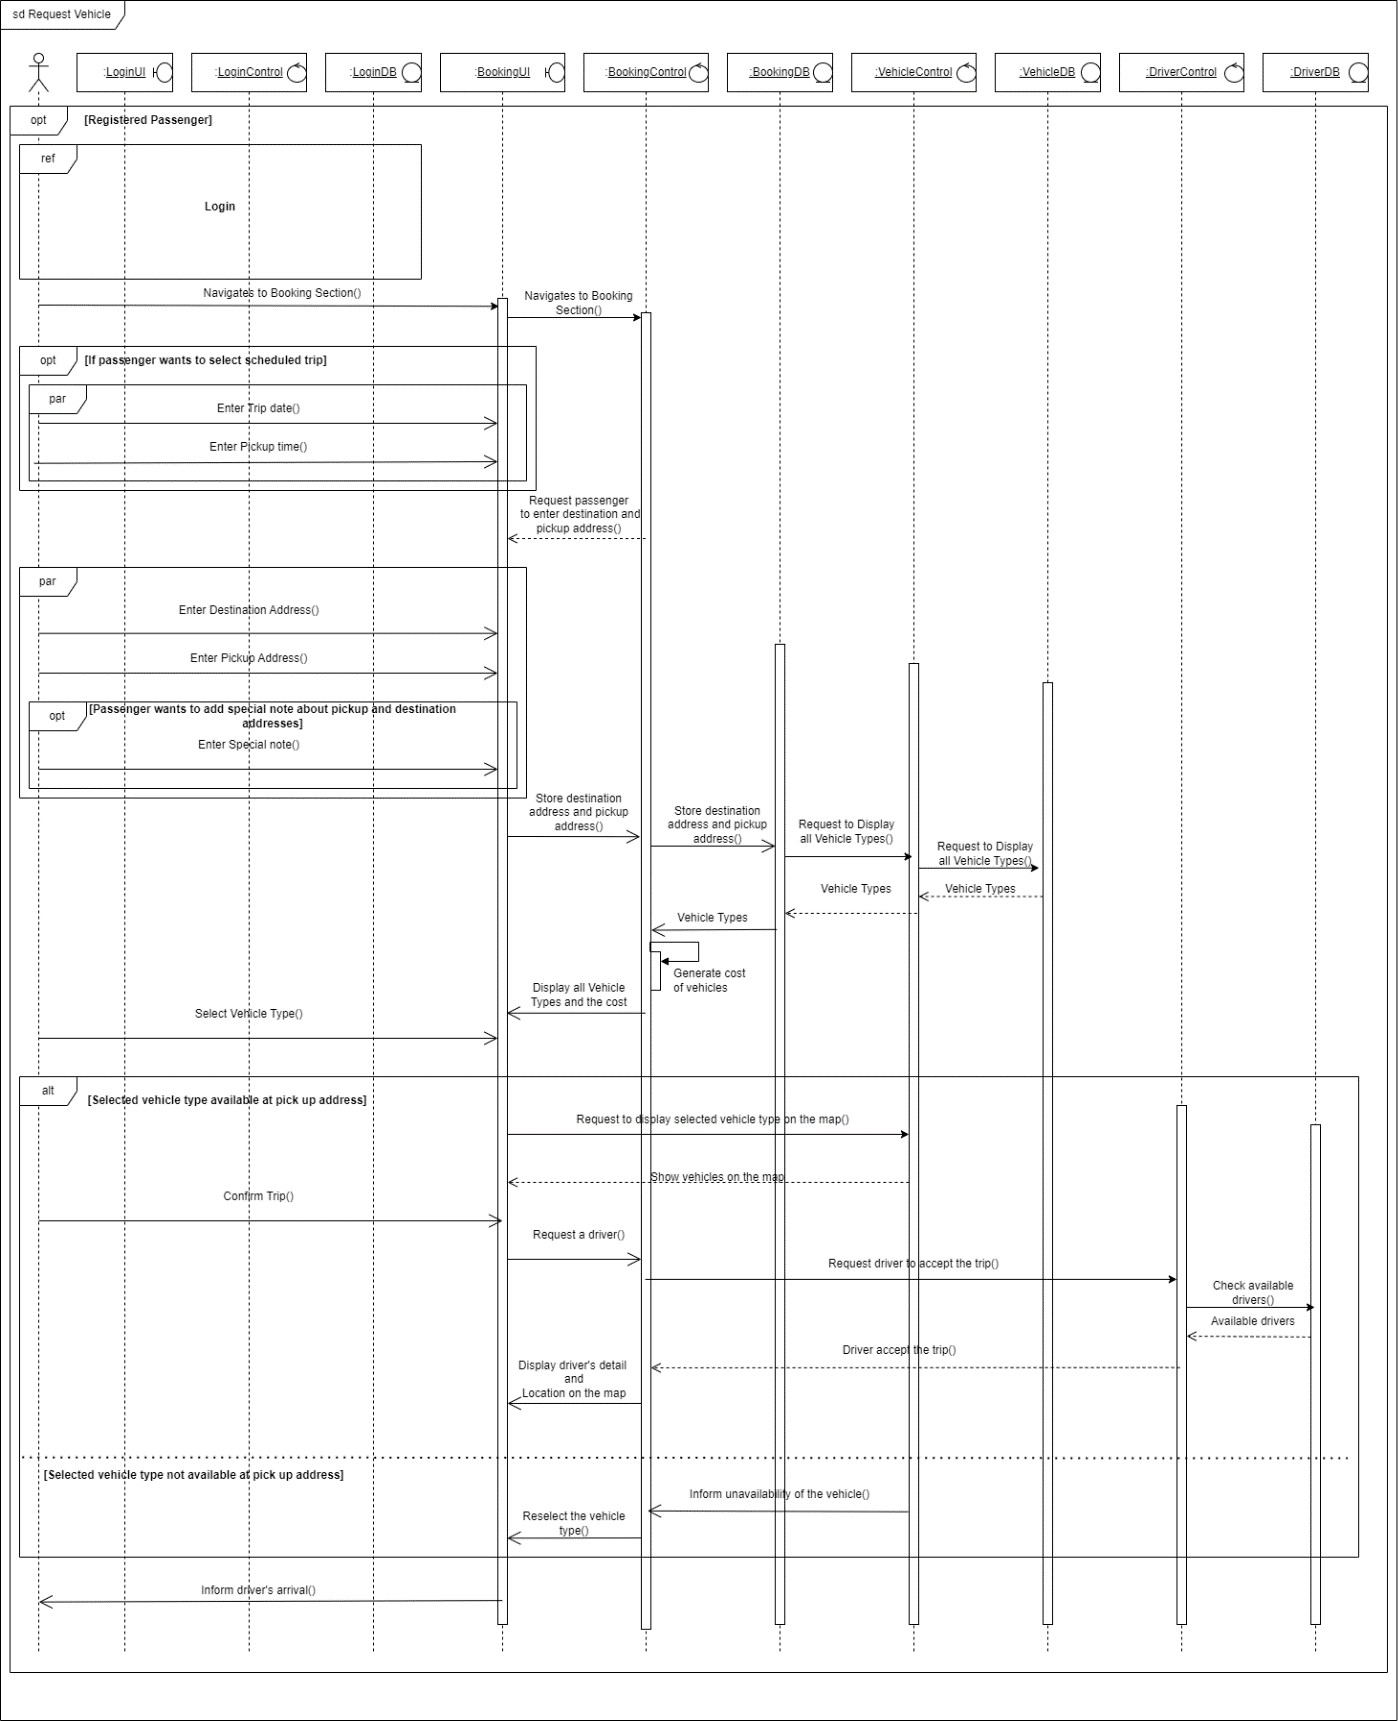 sd Request Vehicle
:LoginUI
:LoginControl
:LoginDB
:BookingUI
:BookingControl
:BookingDB
:VehicleControl
:VehicleDB
:DriverControl
:DriverDB
opt
[Registered Passenger]
ref
Login
Navigates to Booking Section()
Navigates to Booking
Section()
opt
[If passenger wants to select scheduled trip]
par
Enter Trip date()
Enter Pickup time()
Request passenger
to enter destination and
pickup address()
par
Enter Destination Address()
Enter Pickup Address()
opt
[Passenger wants to add special note about pickup and destination
addresses]
Enter Special note()
Store destination
address and pickup
address()
Store destination
address and pickup
address()
Request to Display
all Vehicle Types()
Request to Display
all Vehicle Types()
Vehicle Types
Vehicle Types
Vehicle Types
Generate cost
of vehicles
Display all Vehicle
Types and the cost
Select Vehicle Type()
alt
[Selected vehicle type available at pick up address]
Request to display selected vehicle type on the map()
Show vehicles on the map
Confirm Trip()
Request a driver()
Request driver to accept the trip()
Check available
drivers()
Available drivers
Driver accept the trip()
Display driver's detail
and
Location on the map
[Selected vehicle type not available at pick up address]
Inform unavailability of the vehicle()
Reselect the vehicle
type()
Inform driver's arrival()